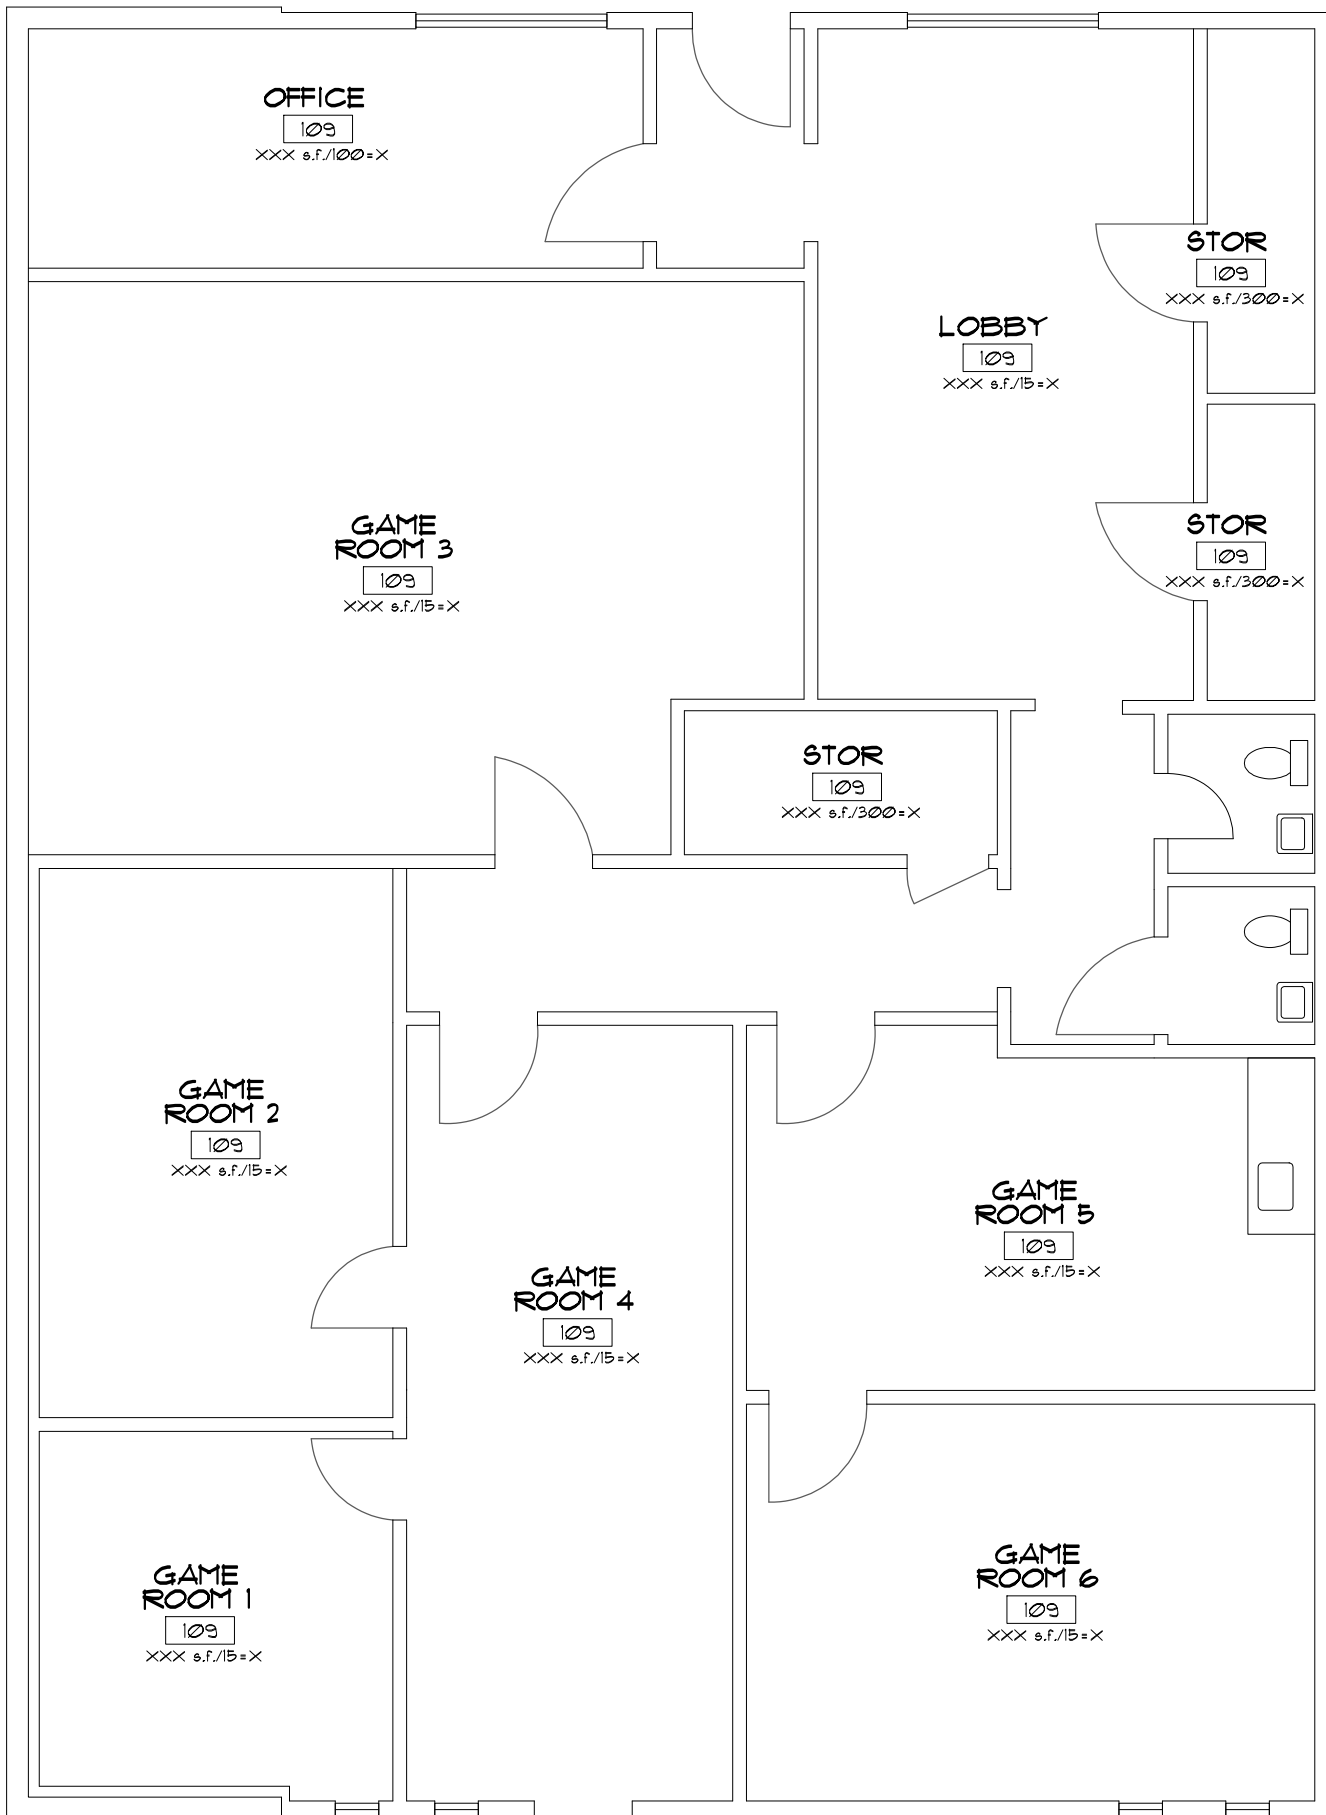 OFFICE
109
XXX s.f./100=X
STOR
109
XXX s.f./300=X
LOBBY
109
XXX s.f./15=X
GAME
ROOM 3
109
XXX s.f./15=X
STOR
109
XXX s.f./300=X
STOR
109
XXX s.f./300=X
GAME
ROOM 2
109
XXX s.f./15=X
GAME
ROOM 5
109
XXX s.f./15=X
GAME
ROOM 4
109
XXX s.f./15=X
GAME
ROOM 1
109
XXX s.f./15=X
GAME
ROOM 6
109
XXX s.f./15=X